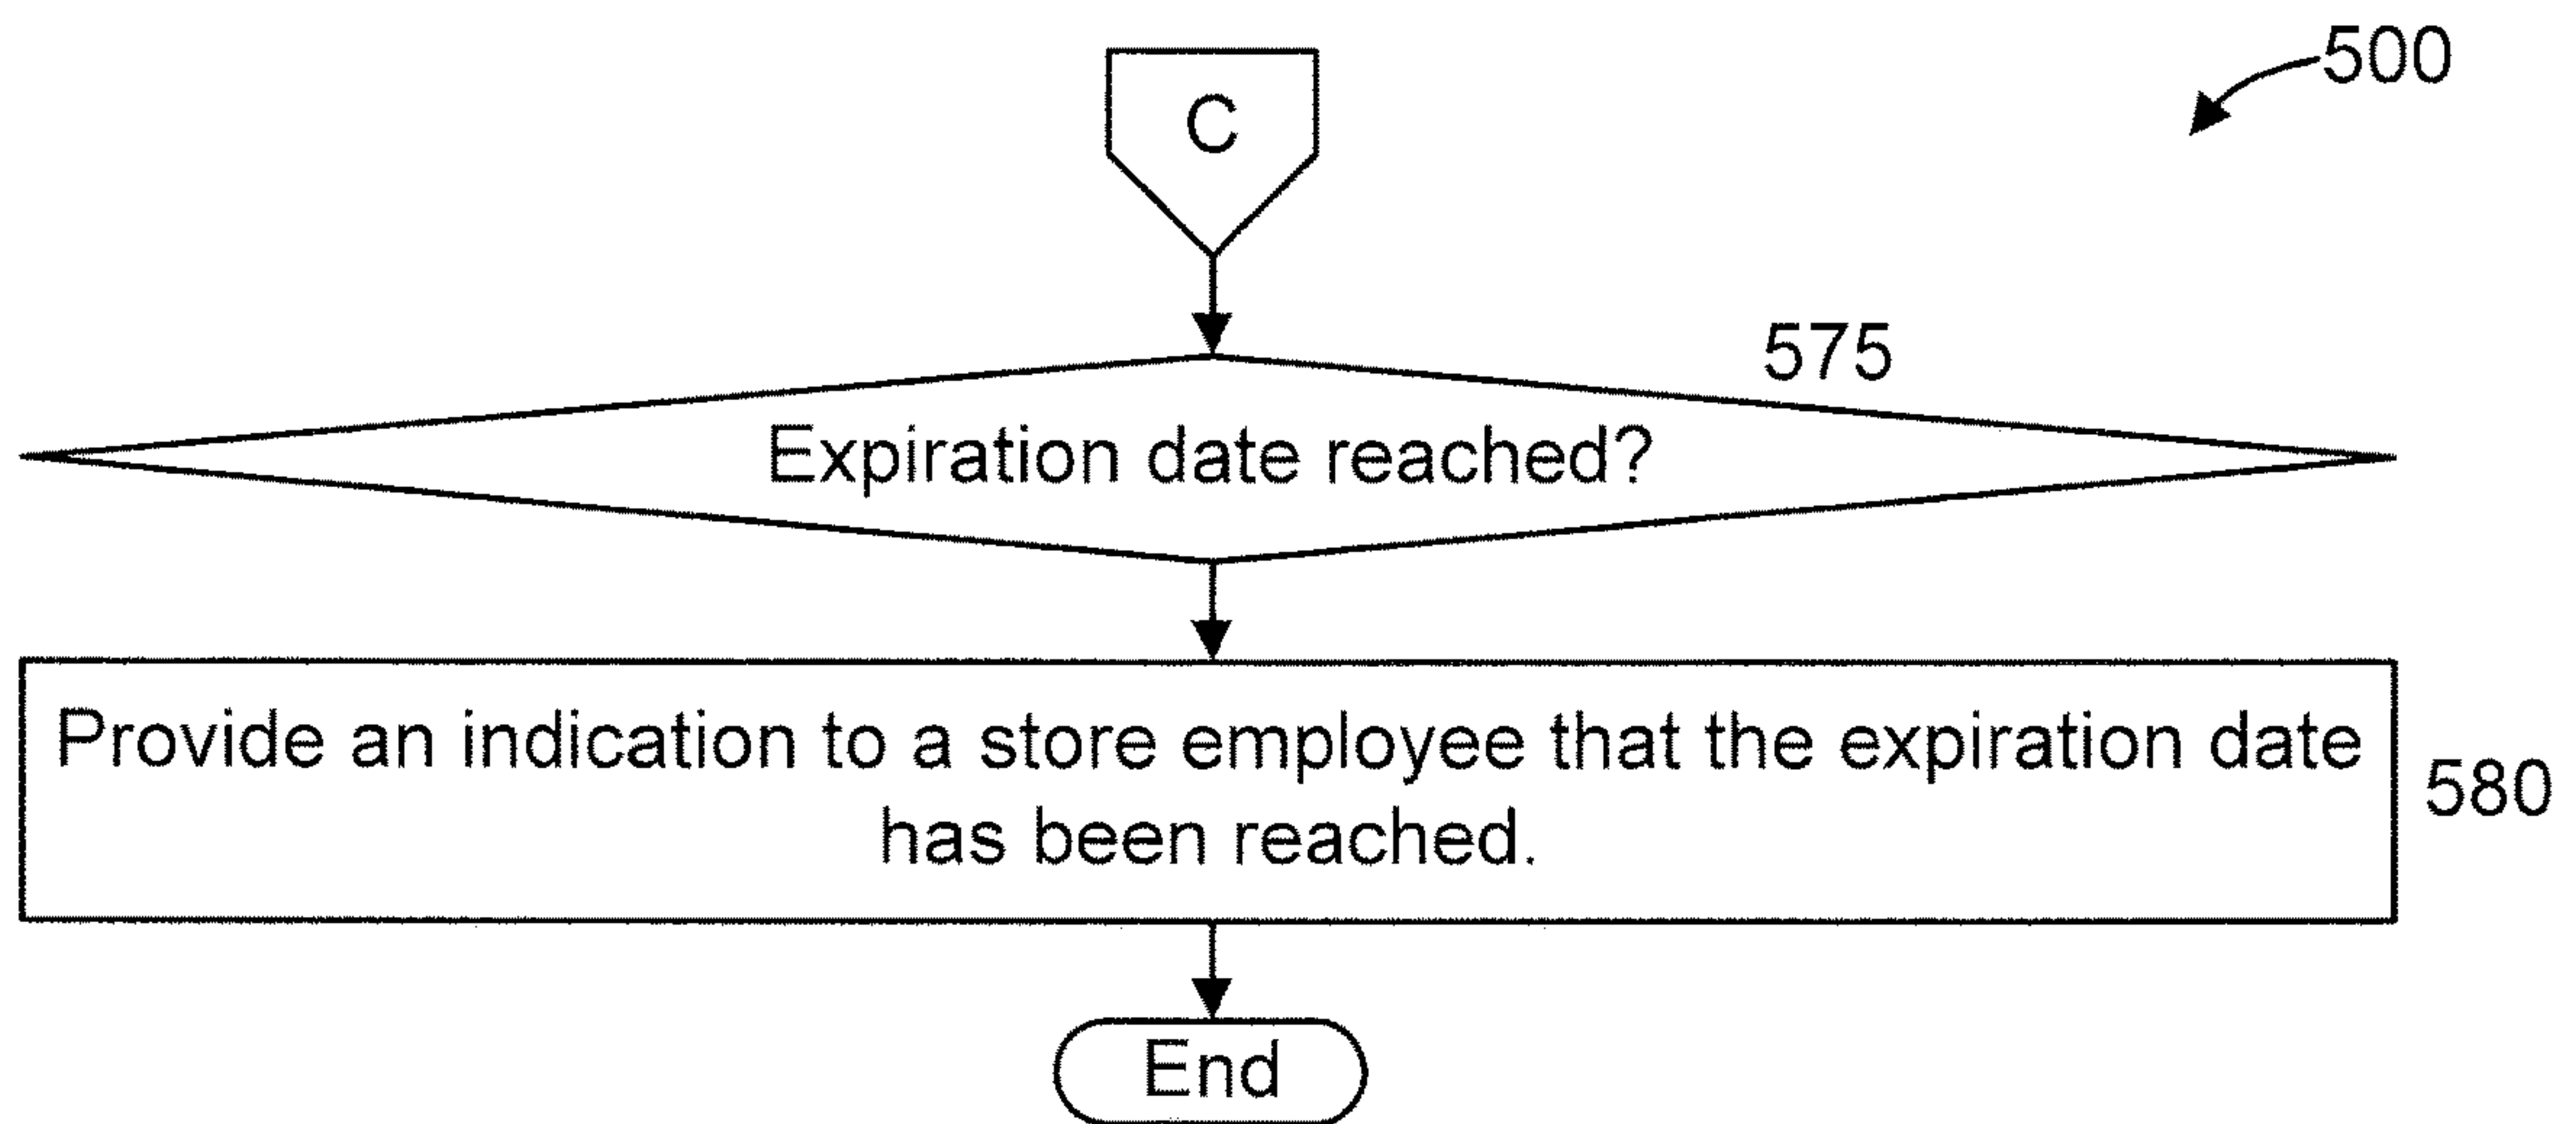 500
C
575
Expiration date reached?
Provide an indication to a store employee that the expiration date
has been reached.
580
End